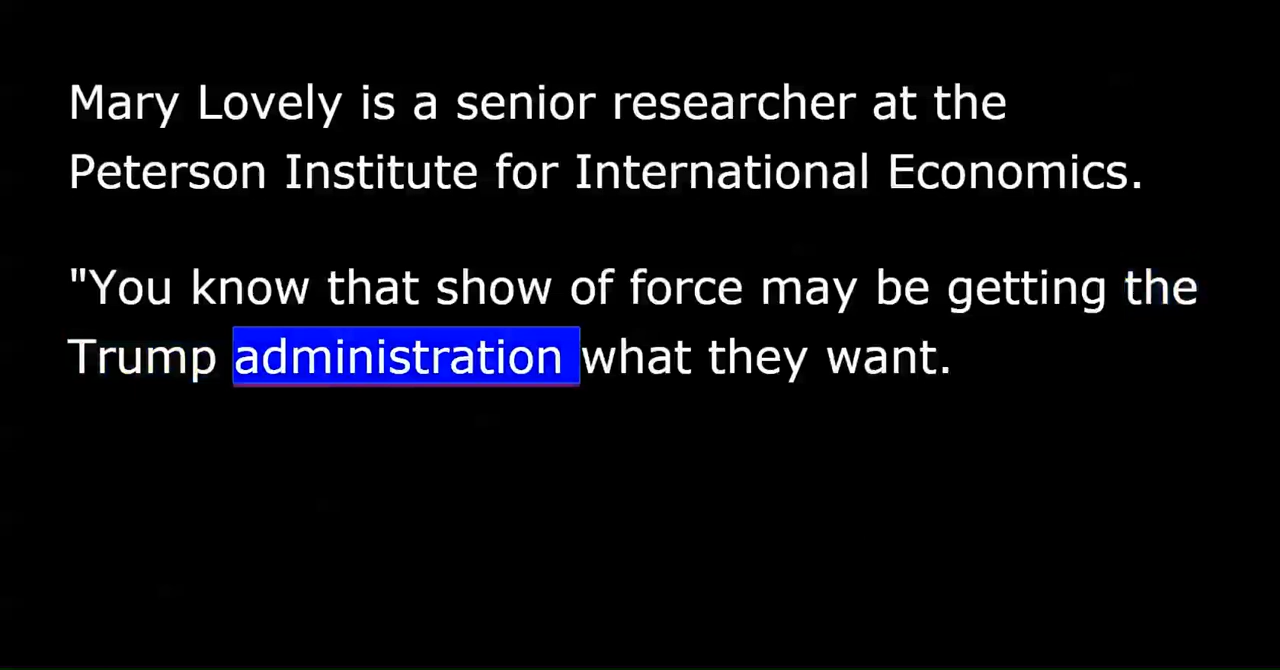 Mary Lovely is a senior researcher at the
Peterson Institute for International Economics.
"You know that show of force may be getting the
Trump administration what they want.